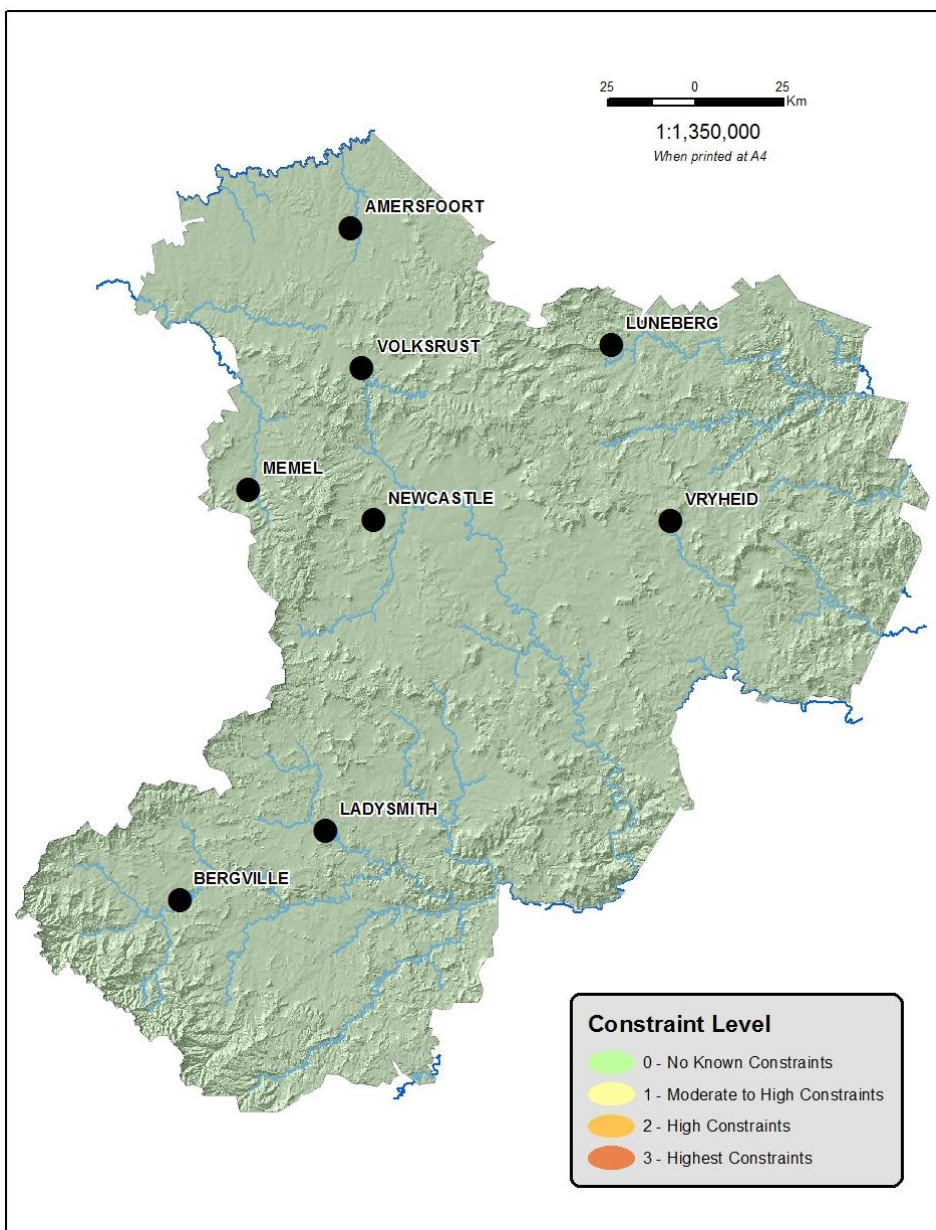 25 0 25
Km
1:1,350,000
When printed at A4
AMERSFOORT
LUNEBERG
VOLKSRUST
MEMEL
NEWCASTLE
VRYHEID
LADYSMITH
BERGVILLE
Constraint Level
0 - No Known Constraints
1 - Moderate to High Constraints
2 - High Constraints
3 - Highest Constraints